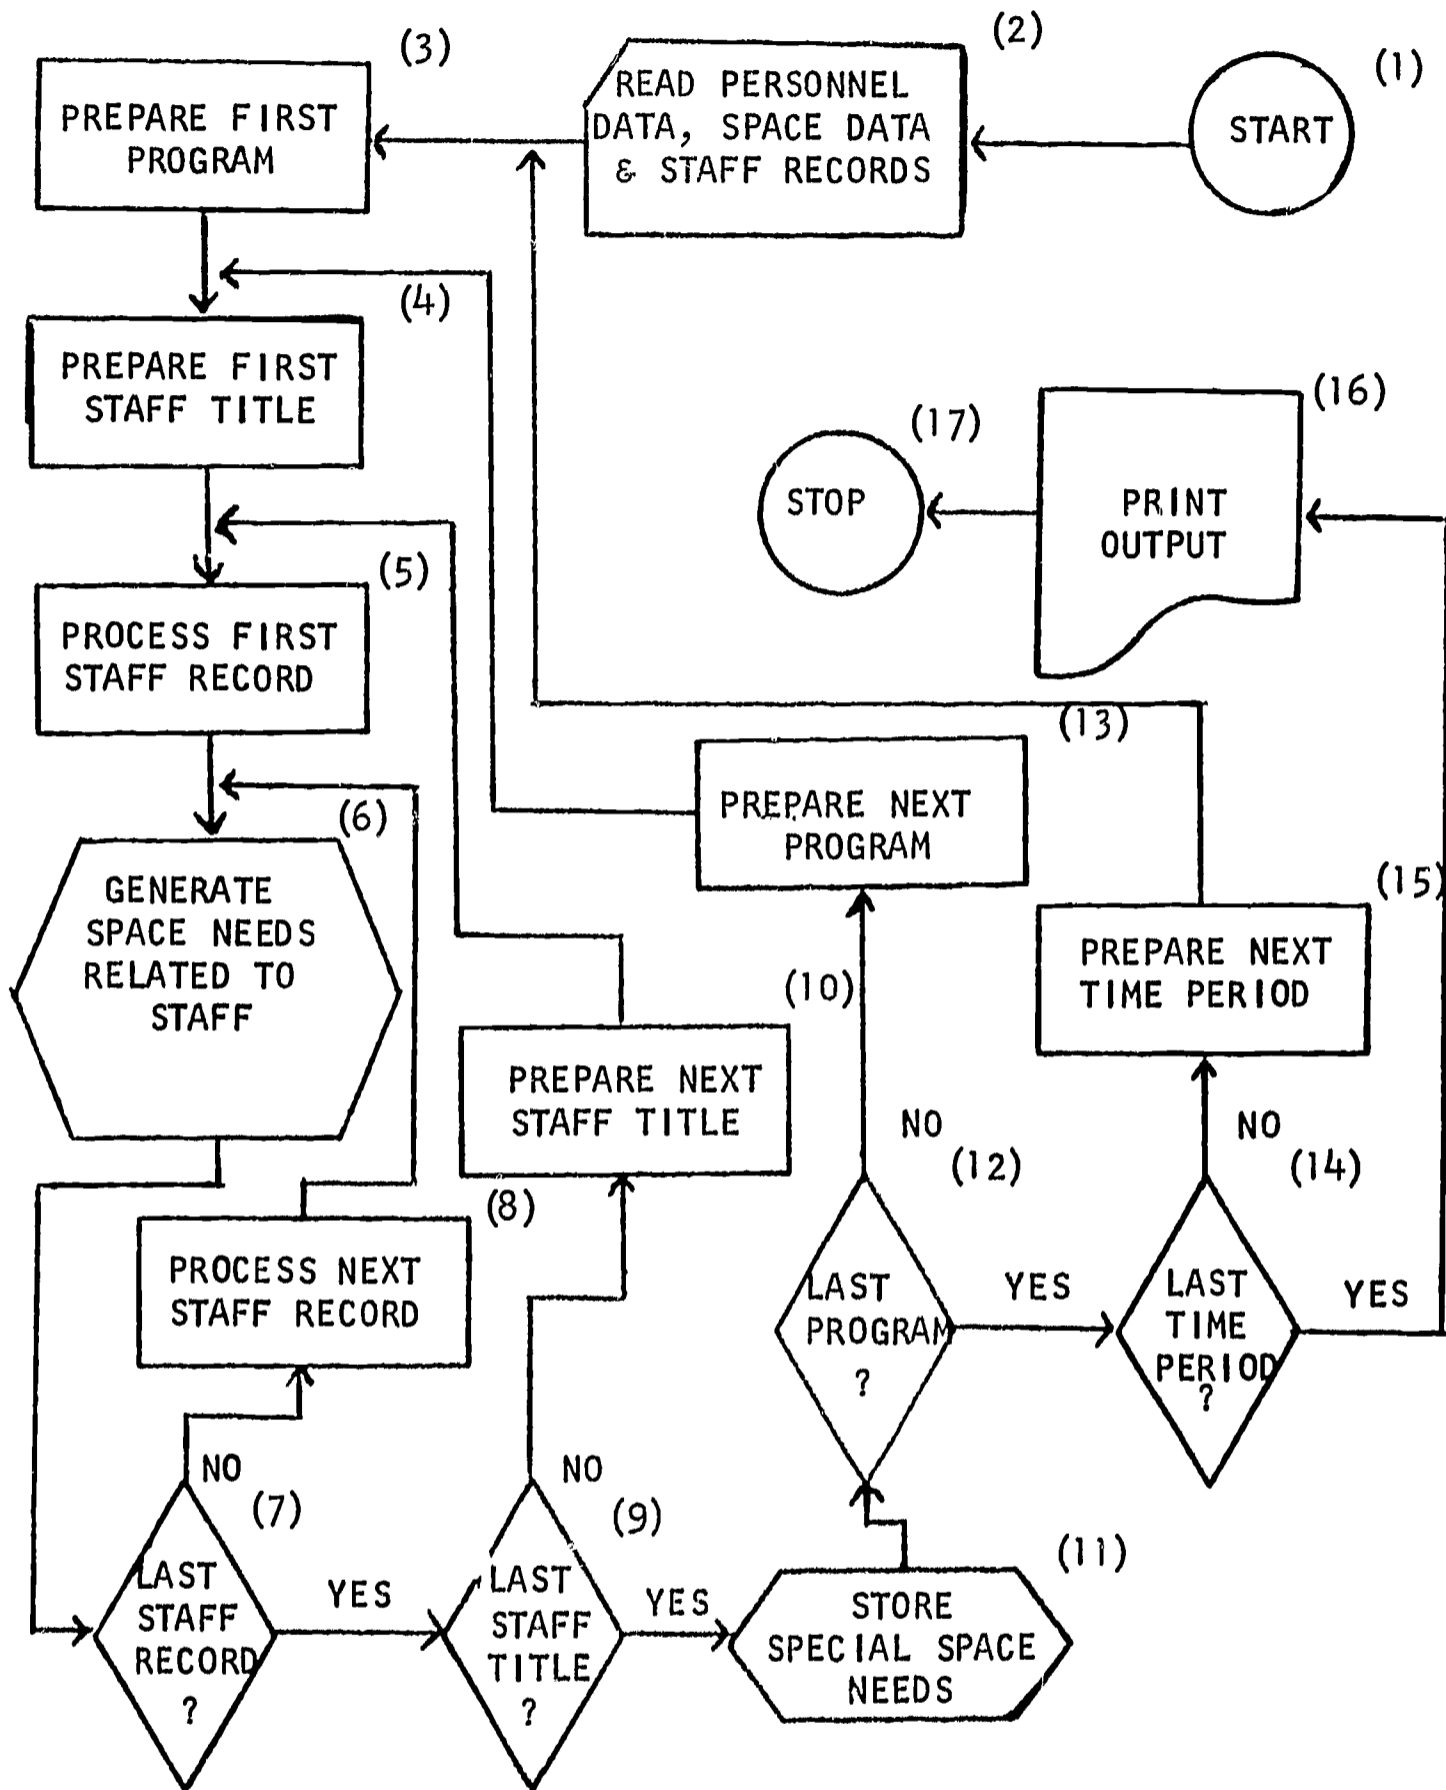 (1)
START
(2)
READ PERSONNEL
DATA, SPACE DATA
& STAFF RECORDS
(3)
PREPARE FIRST
PROGRAM
(4)
PREPARE FIRST
STAFF TITLE
(5)
PROCESS FIRST
STAFF RECORD
(6)
GENERATE
SPACE NEEDS
RELATED TO
STAFF
(7)
LAST
STAFF
RECORD
?
NO
YES
(8)
PROCESS NEXT
STAFF RECORD
(9)
LAST
STAFF
TITLE
?
NO
YES
(10)
PREPARE NEXT
STAFF TITLE
(11)
STORE
SPECIAL SPACE
NEEDS
(12)
LAST
PROGRAM
?
NO
YES
(13)
PREPARE NEXT
PROGRAM
(14)
LAST
TIME
PERIOD
?
NO
YES
(15)
PREPARE NEXT
TIME PERIOD
(16)
PRINT
OUTPUT
(17)
STOP